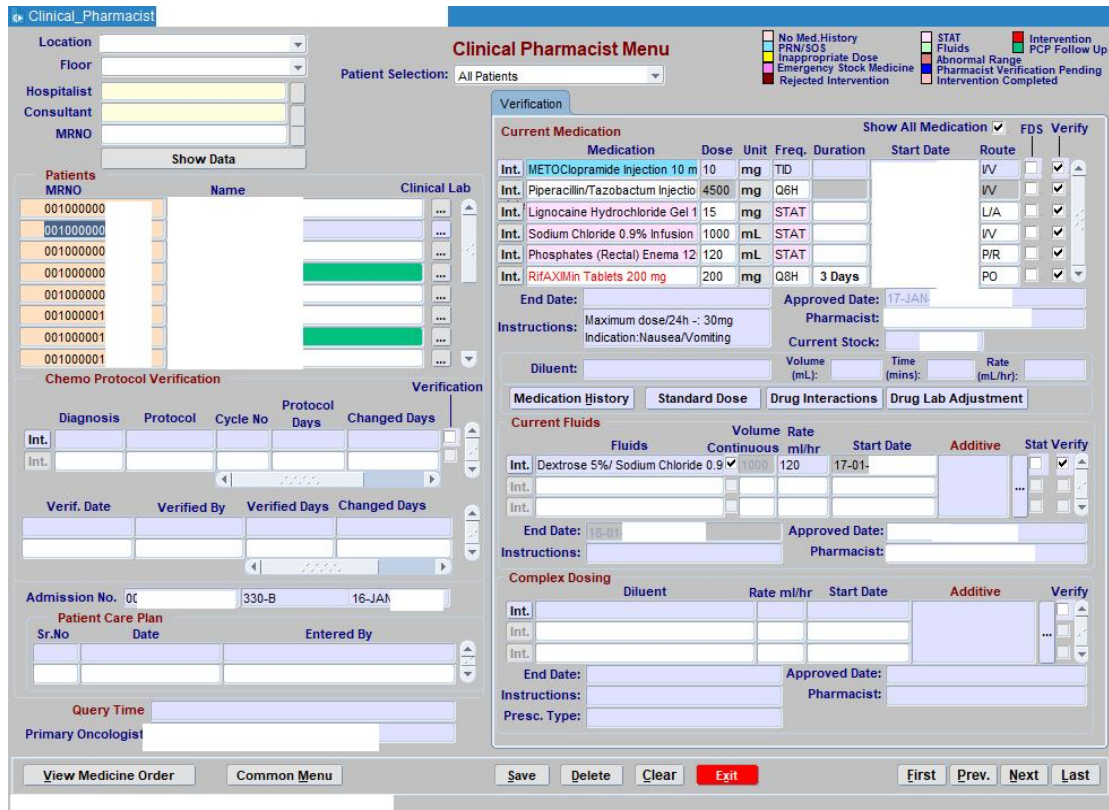 Clinical_Pharmacist
Location
Floor
Hospitalist
Consultant
MRNO
Show Data
Clinical Pharmacist Menu
Patient Selection: All Patients
No Med.History
PRN/SOS
Inappropriate Dose
Emergency Stock Medicine
Rejected Intervention
STAT
Fluids
Abnormal Range
Pharmacist Verification Pending
Intervention Completed
Intervention
PCP Follow Up
Patients
MRNO Name Clinical Lab
001000000 ...
001000000 ...
001000000 ...
001000000 ...
001000000 ...
001000001 ...
001000001 ...
001000001 ...
Chemo Protocol Verification
Verification
Diagnosis Protocol Cycle No Protocol Days Changed Days
Int.
Int.
Verif. Date Verified By Verified Days Changed Days
Admission No. 00 330-B 16-JAN
Patient Care Plan
Sr.No Date Entered By
Query Time
Primary Oncologist
Verification
Current Medication Show All Medication FDS Verify
Medication Dose Unit Freq. Duration Start Date Route
Int. METOClopramide Injection 10 m 10 mg TID I/V
Int. Piperacillin/Tazobactum Injectio 4500 mg Q6H I/V
Int. Lignocaine Hydrochloride Gel 1 15 mg STAT L/A
Int. Sodium Chloride 0.9% Infusion 1000 mL STAT I/V
Int. Phosphates (Rectal) Enema 12 120 mL STAT P/R
Int. RifAXIMin Tablets 200 mg 200 mg Q8H 3 Days PO
End Date: Approved Date: 17-JAN-
Instructions: Maximum dose/24h -: 30mg Pharmacist:
Indication:Nausea/Vomiting Current Stock:
Diluent: Volume (mL): Time (mins): Rate (mL/hr):
Medication History Standard Dose Drug Interactions Drug Lab Adjustment
Current Fluids
Fluids Continuous Volume Rate ml/hr Start Date Additive Stat Verify
Int. Dextrose 5%/ Sodium Chloride 0.9 1000 120 17-01-
Int. ...
Int.
End Date: 18-01- Approved Date:
Instructions: Pharmacist:
Complex Dosing
Diluent Rate ml/hr Start Date Additive Verify
Int.
Int. ...
Int.
End Date: Approved Date:
Instructions: Pharmacist:
Presc. Type:
View Medicine Order Common Menu Save Delete Clear Exit First Prev. Next Last